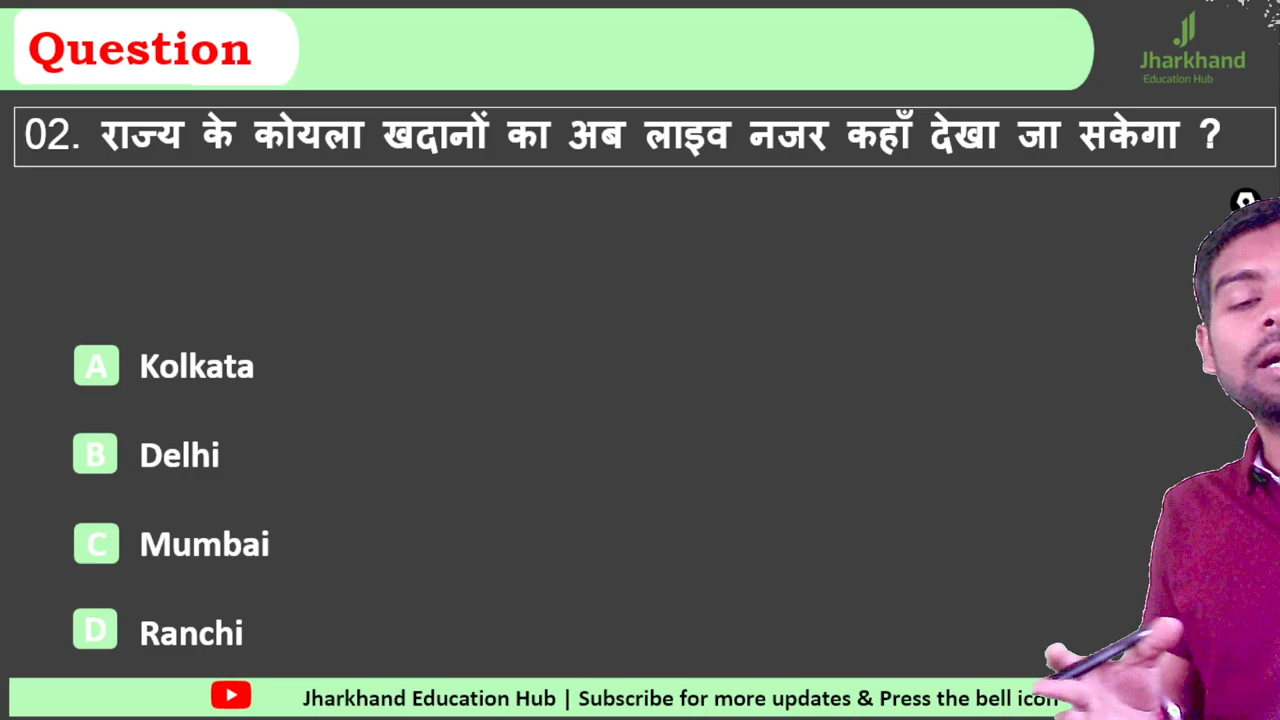 Question
Jharkhand
Education Hub
02. राज्य के कोयला खदानों का अब लाइव नजर कहाँ देखा जा सकेगा ?
A Kolkata
B Delhi
C Mumbai
D Ranchi
Jharkhand Education Hub | Subscribe for more updates & Press the bell icon